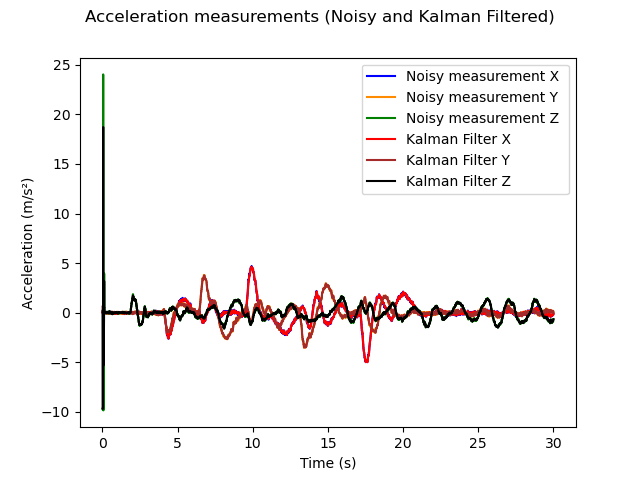 Acceleration measurements (Noisy and Kalman Filtered)
25
20
15
10
5
0
−5
−10
Acceleration (m/s²)
Noisy measurement X
Noisy measurement Y
Noisy measurement Z
Kalman Filter X
Kalman Filter Y
Kalman Filter Z
0 5 10 15 20 25 30
Time (s)